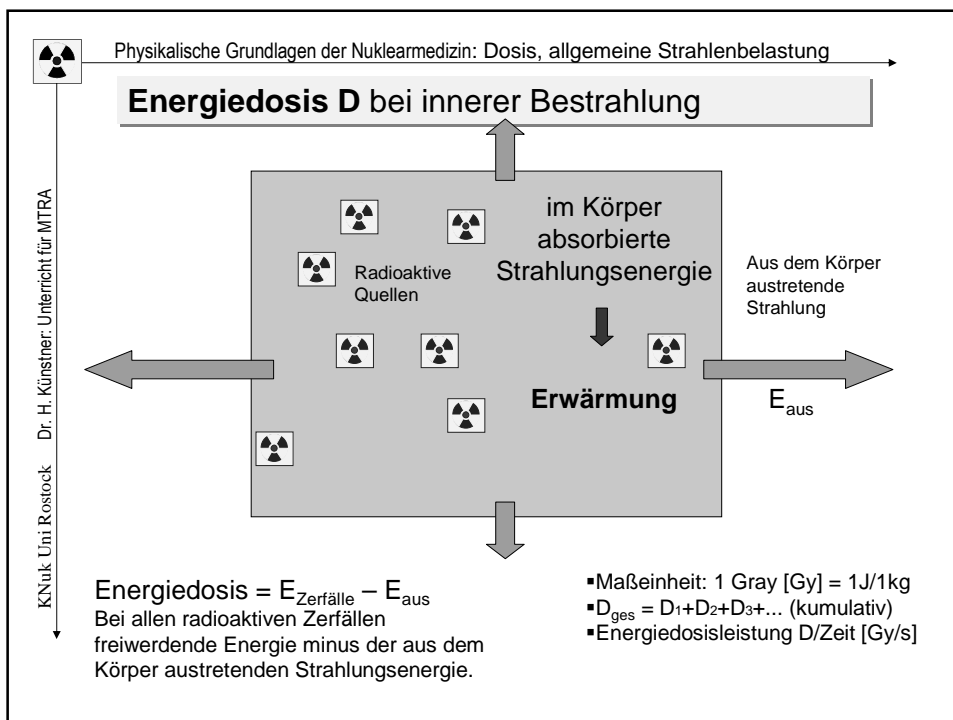 Physikalische Grundlagen der Nuklearmedizin: Dosis, allgemeine Strahlenbelastung
Energiedosis D bei innerer Bestrahlung
KNuk Uni Rostock Dr. H. Künstner: Unterricht für MTRA
im Körper
absorbierte
Strahlungsenergie
Radioaktive
Quellen
Erwärmung
Aus dem Körper
austretende
Strahlung
Eaus
Energiedosis = EZerfälle – Eaus
Bei allen radioaktiven Zerfällen
freiwerdende Energie minus der aus dem
Körper austretenden Strahlungsenergie.
▪Maßeinheit: 1 Gray [Gy] = 1J/1kg
▪Dges = D1+D2+D3+... (kumulativ)
▪Energiedosisleistung D/Zeit [Gy/s]